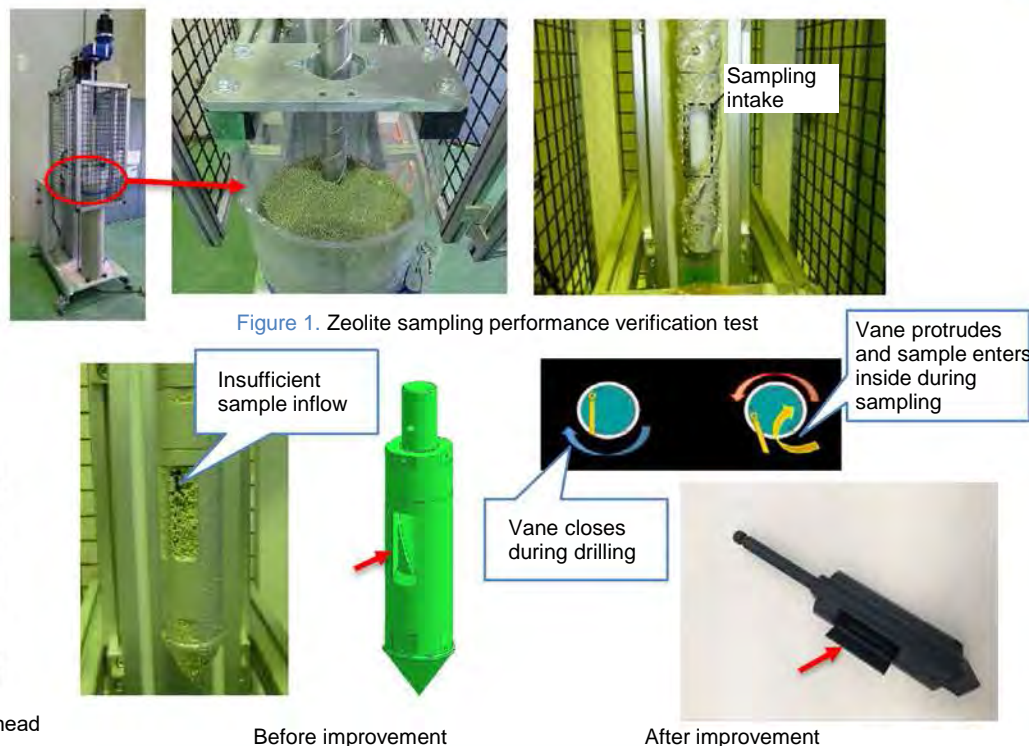 Sampling
intake
Figure 1. Zeolite sampling performance verification test
Insufficient
sample inflow
Vane protrudes
and sample enters
inside during
sampling
Vane closes
during drilling
head
Before improvement
After improvement